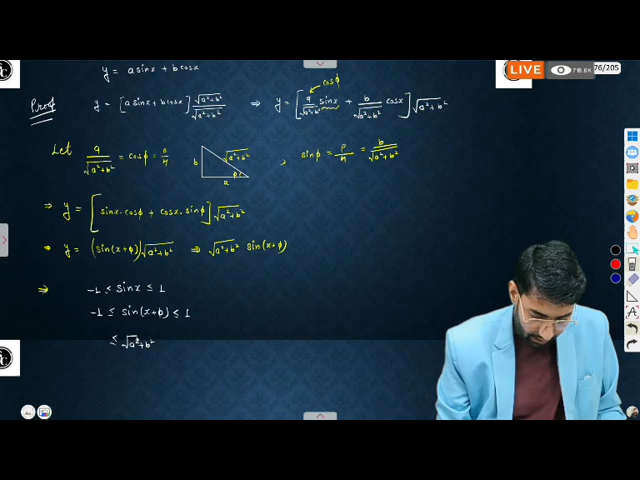 y = a sinx + b cosx
LIVE 718.6K 76/205
Proof y = [a sinx + b cosx] √a²+b² / √a²+b² ⇒ y = [a/√a²+b² sinx + b/√a²+b² cosx] √a²+b²
cosϕ
Let a/√a²+b² = cosϕ = B/H b √a²+b² ϕ a , sinϕ = P/H = b/√a²+b²
⇒ y = [sinx.cosϕ + cosx.sinϕ] √a²+b²
⇒ y = (sin(x+ϕ)) √a²+b² ⇒ √a²+b² sin(x+ϕ)
⇒ -1 ≤ sinx ≤ 1
-1 ≤ sin(x+ϕ) ≤ 1
≤ √a²+b²